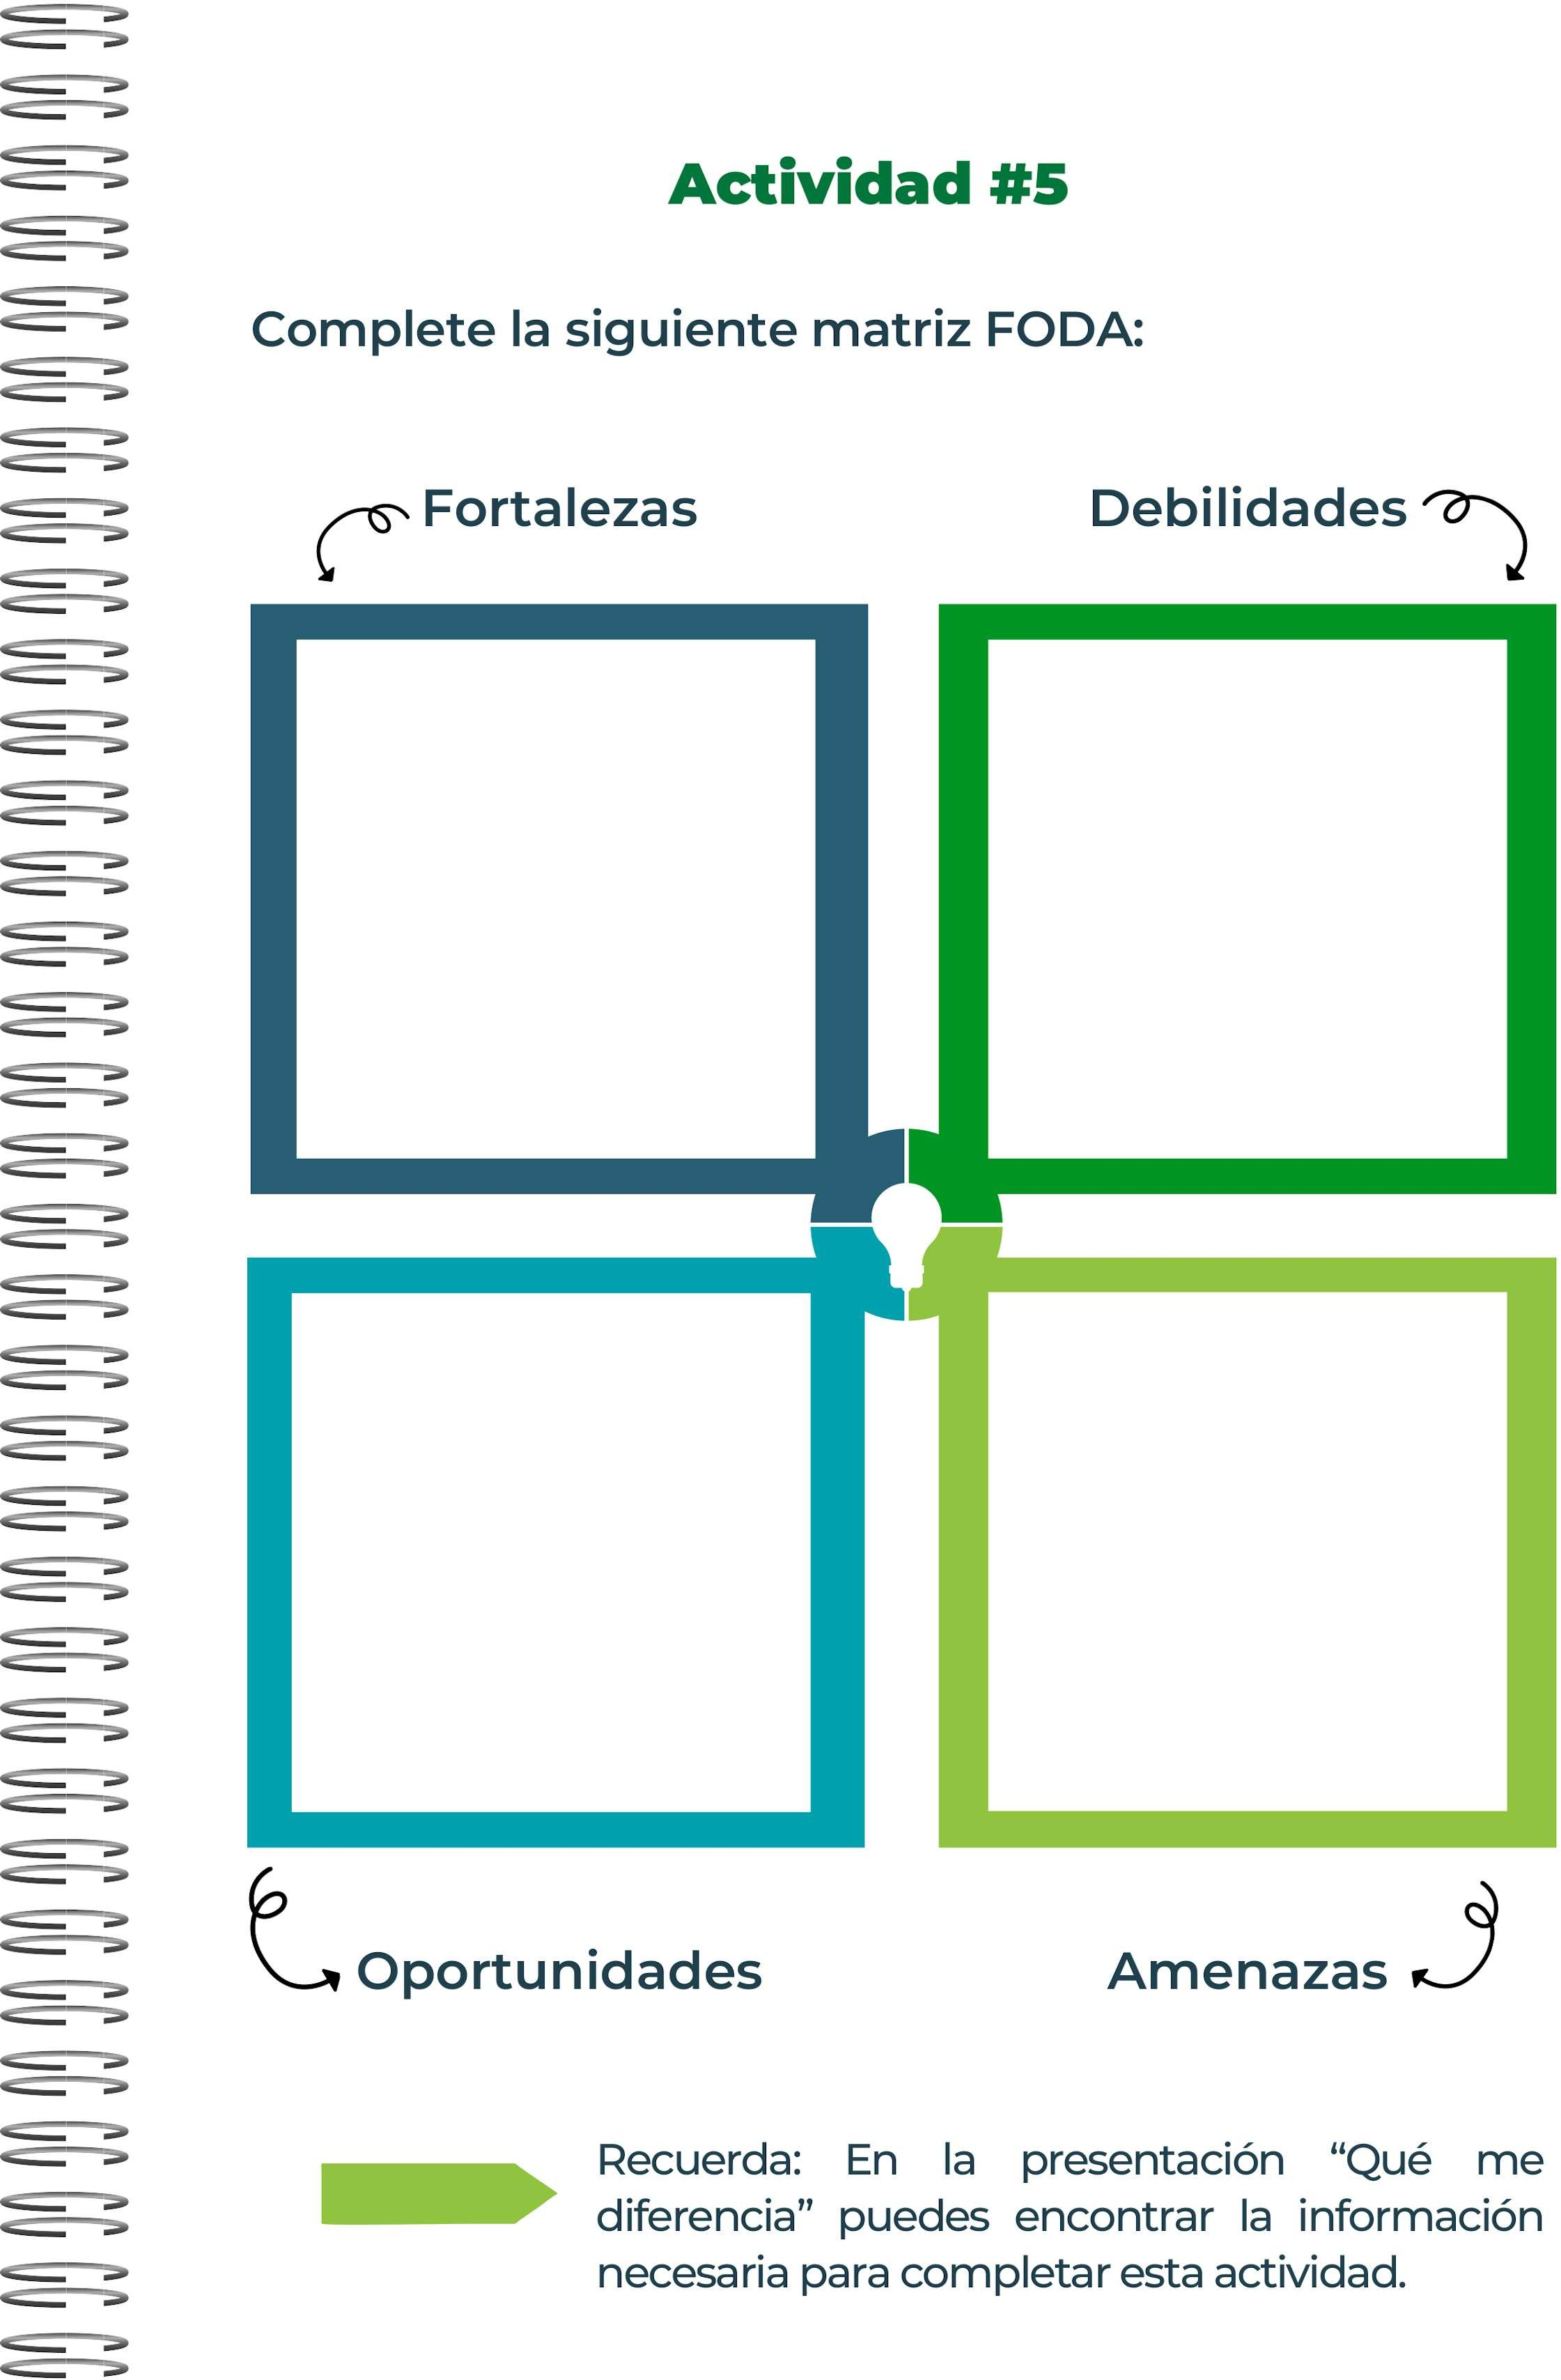 Actividad #5
Complete la siguiente matriz FODA:
Fortalezas
Debilidades
Oportunidades
Amenazas
Recuerda: En la presentación “Qué me
diferencia” puedes encontrar la información
necesaria para completar esta actividad.